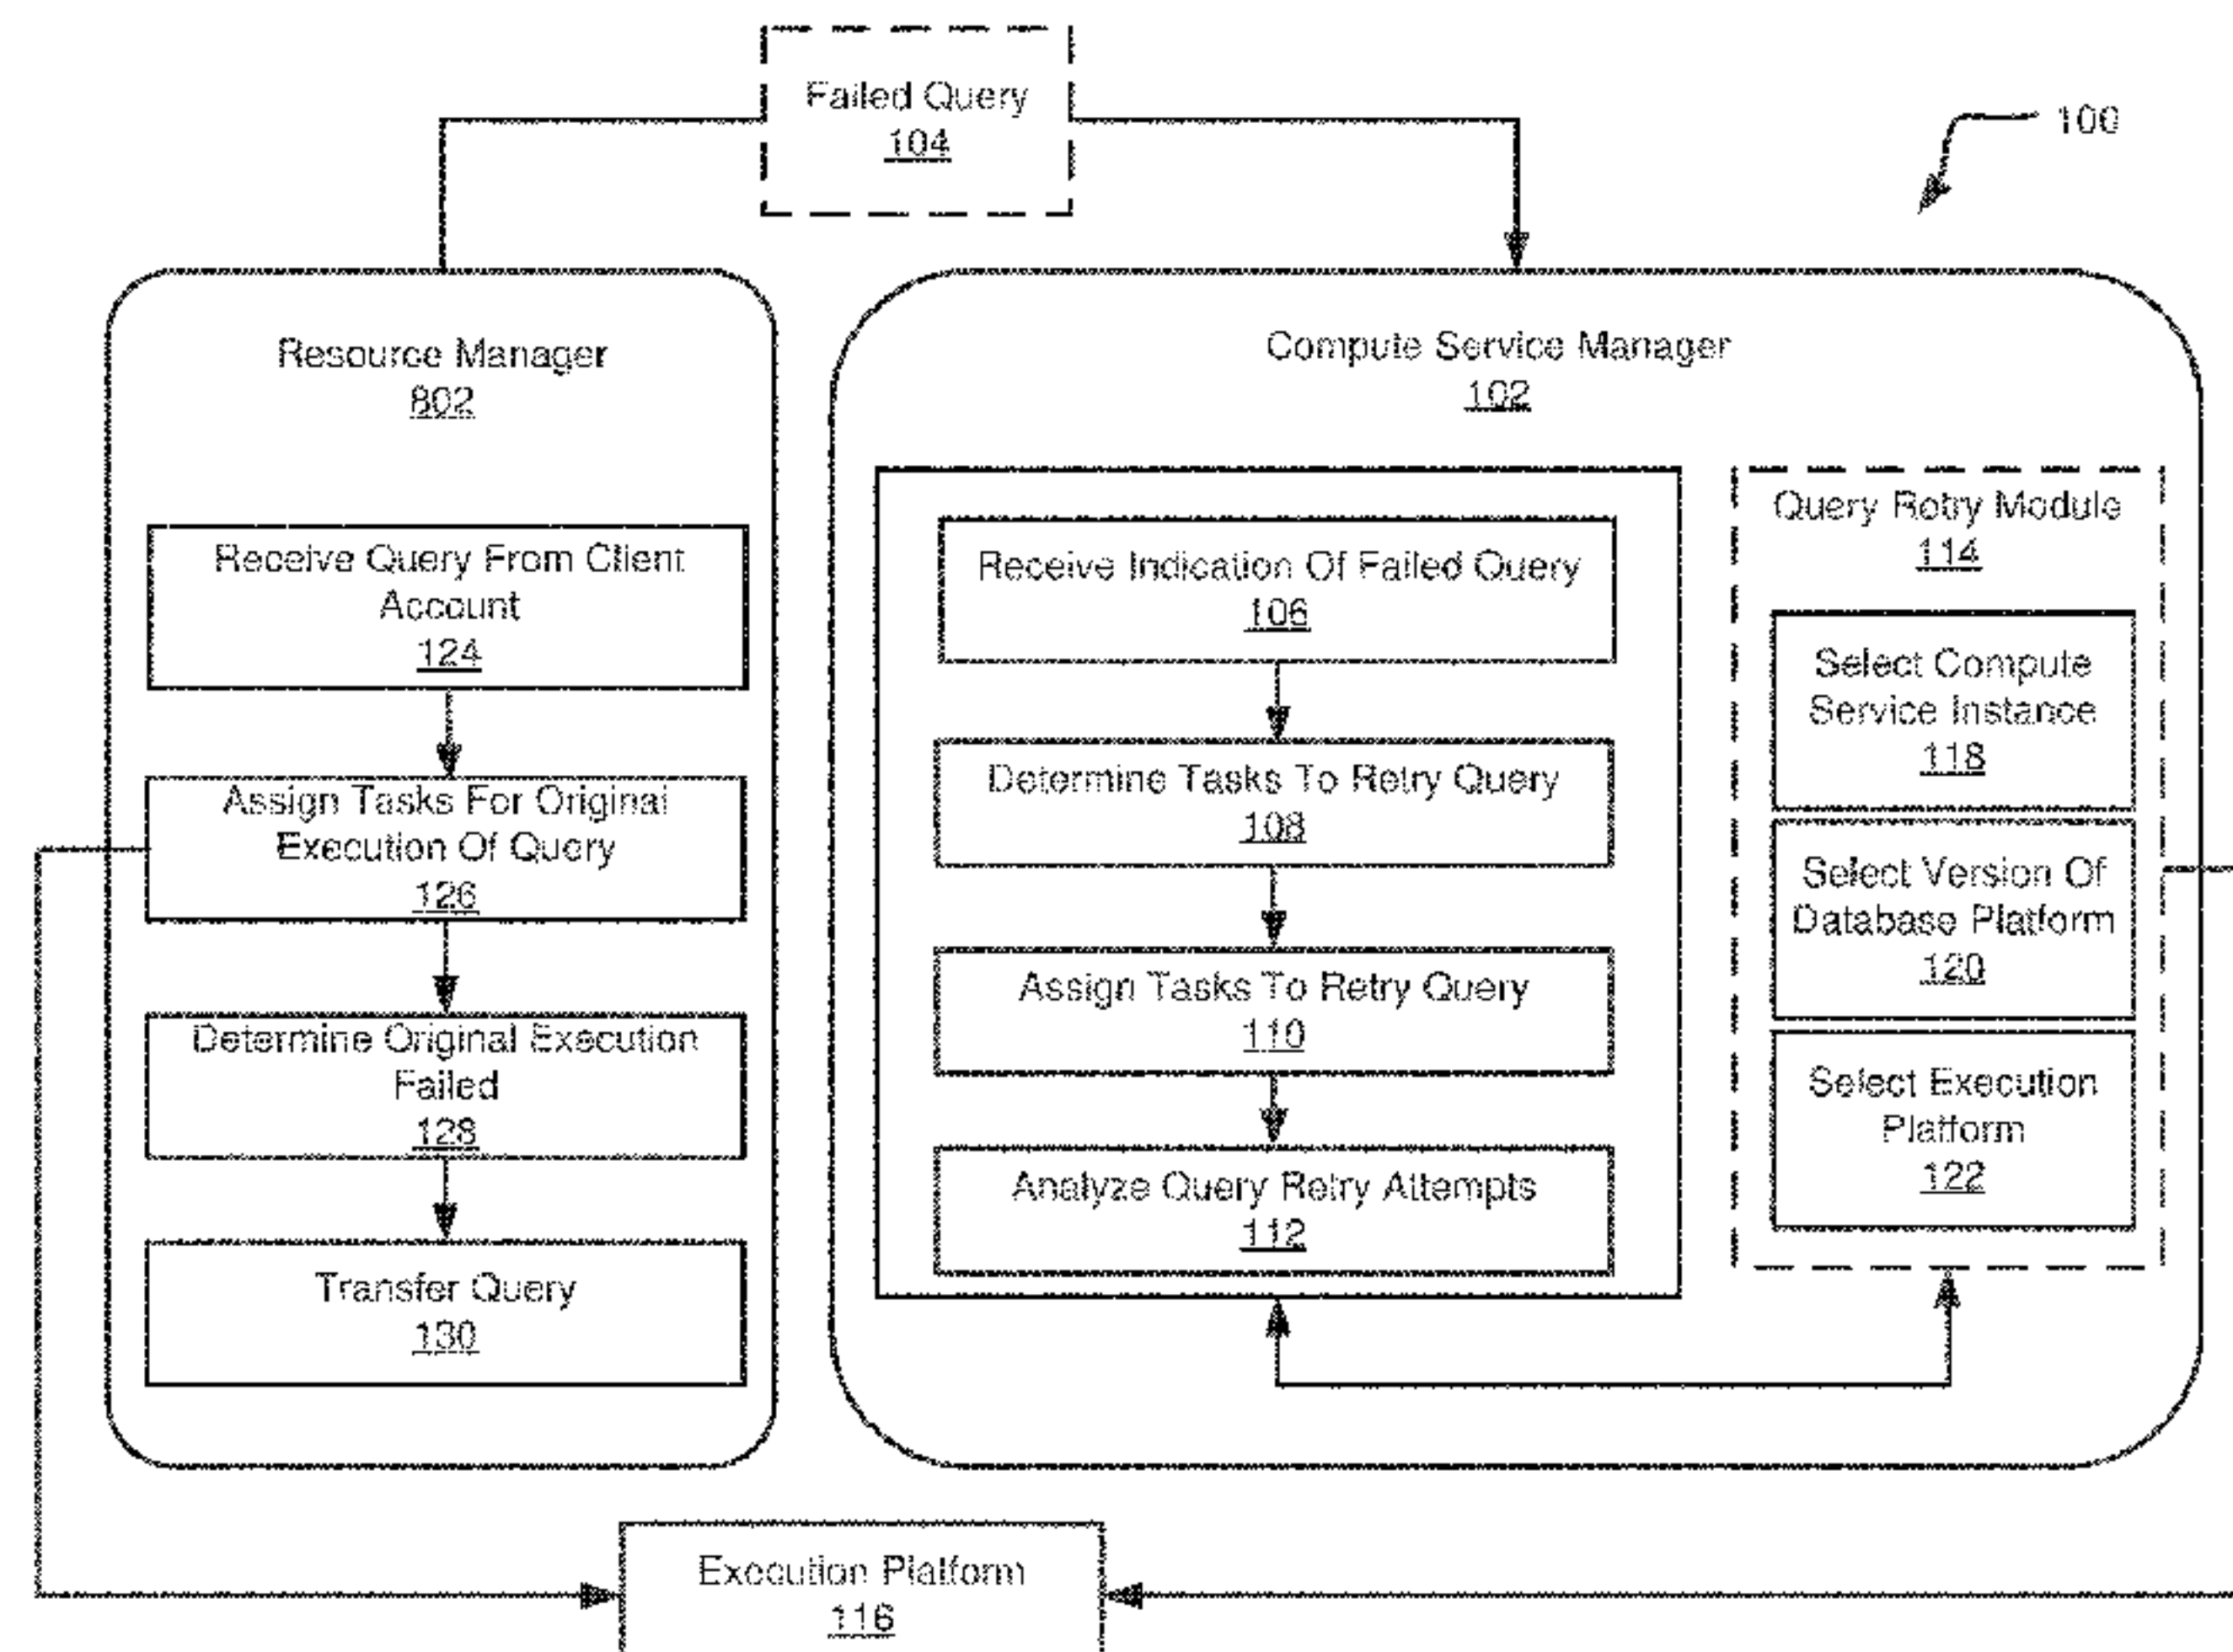 Failed Query
104
100
Resource Manager
802
Receive Query From Client
Account
124
Assign Tasks For Original
Execution Of Query
126
Determine Original Execution
Failed
128
Transfer Query
130
Compute Service Manager
102
Receive Indication Of Failed Query
106
Determine Tasks To Retry Query
108
Assign Tasks To Retry Query
110
Analyze Query Retry Attempts
112
Query Retry Module
114
Select Compute
Service Instance
118
Select Version Of
Database Platform
120
Select Execution
Platform
122
Execution Platform
116